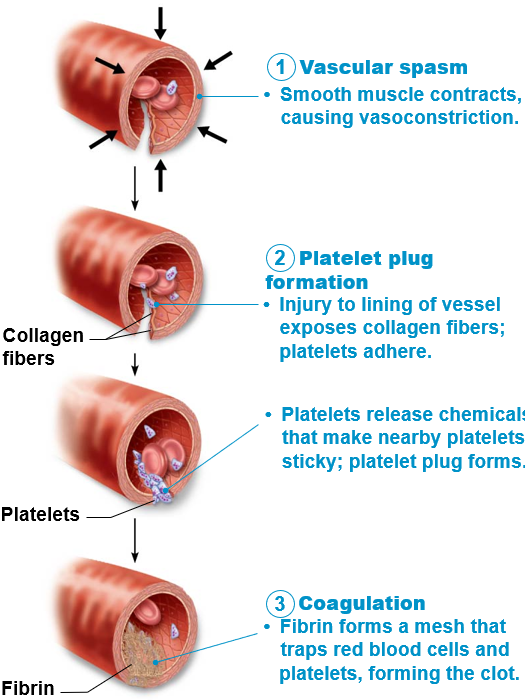 ① Vascular spasm
• Smooth muscle contracts,
causing vasoconstriction.
② Platelet plug
formation
• Injury to lining of vessel
exposes collagen fibers;
platelets adhere.
Collagen
fibers
• Platelets release chemicals
that make nearby platelets
sticky; platelet plug forms.
Platelets
③ Coagulation
• Fibrin forms a mesh that
traps red blood cells and
platelets, forming the clot.
Fibrin